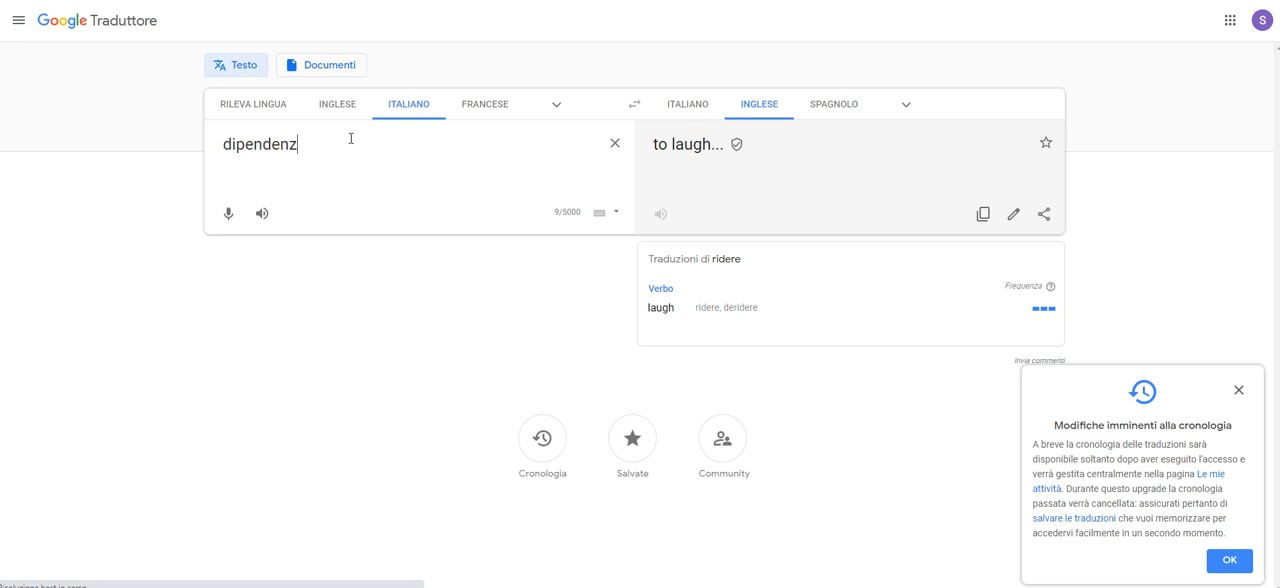 Google Traduttore
S
Testo
Documenti
RILEVA LINGUA INGLESE ITALIANO FRANCESE
ITALIANO INGLESE SPAGNOLO
dipendenz
to laugh...
9/5000
Traduzioni di ridere
Verbo
Frequenza
laugh ridere, deridere
Invia commenti
Cronologia
Salvate
Community
Modifiche imminenti alla cronologia
A breve la cronologia delle traduzioni sarà
disponibile soltanto dopo aver eseguito l'accesso e
verrà gestita centralmente nella pagina Le mie
attività. Durante questo upgrade la cronologia
passata verrà cancellata: assicurati pertanto di
salvare le traduzioni che vuoi memorizzare per
accedervi facilmente in un secondo momento.
OK